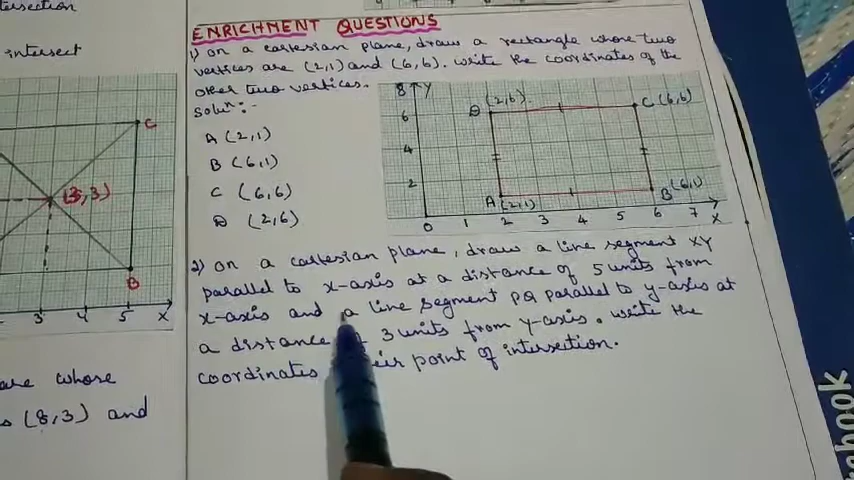 tersection
intersect
C
(3,3)
B
3 4 5 X
are whose
s (8,3) and
ENRICHMENT QUESTIONS
1) on a cartesian plane, draw a rectangle whose two
vertices are (2,1) and (6,6). write the coordinates of the
other two vertices.
Solun:-
A (2,1)
B (6,1)
C (6,6)
D (2,6)
8 Y
6
4
2
D (2,6)
C (6,6)
A (2,1)
B (6,1)
0 1 2 3 4 5 6 7 X
2) on a cartesian plane, draw a line segment XY
parallel to x-axis at a distance of 5 units from
x-axis and a line segment PQ parallel to y-axis at
a distance 3 units from y-axis. write the
coordinates point of intersection.
ebook